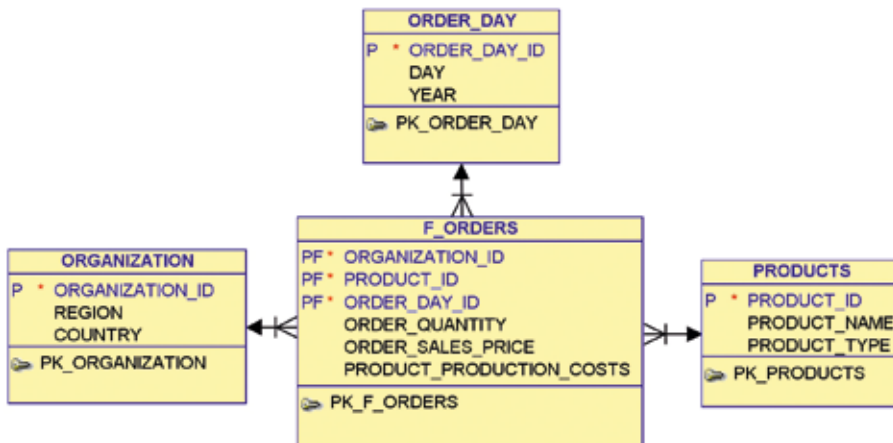 ORDER_DAY
P * ORDER_DAY_ID
DAY
YEAR
PK_ORDER_DAY
ORGANIZATION
P * ORGANIZATION_ID
REGION
COUNTRY
PK_ORGANIZATION
F_ORDERS
PF * ORGANIZATION_ID
PF * PRODUCT_ID
PF * ORDER_DAY_ID
ORDER_QUANTITY
ORDER_SALES_PRICE
PRODUCT_PRODUCTION_COSTS
PK_F_ORDERS
PRODUCTS
P * PRODUCT_ID
PRODUCT_NAME
PRODUCT_TYPE
PK_PRODUCTS